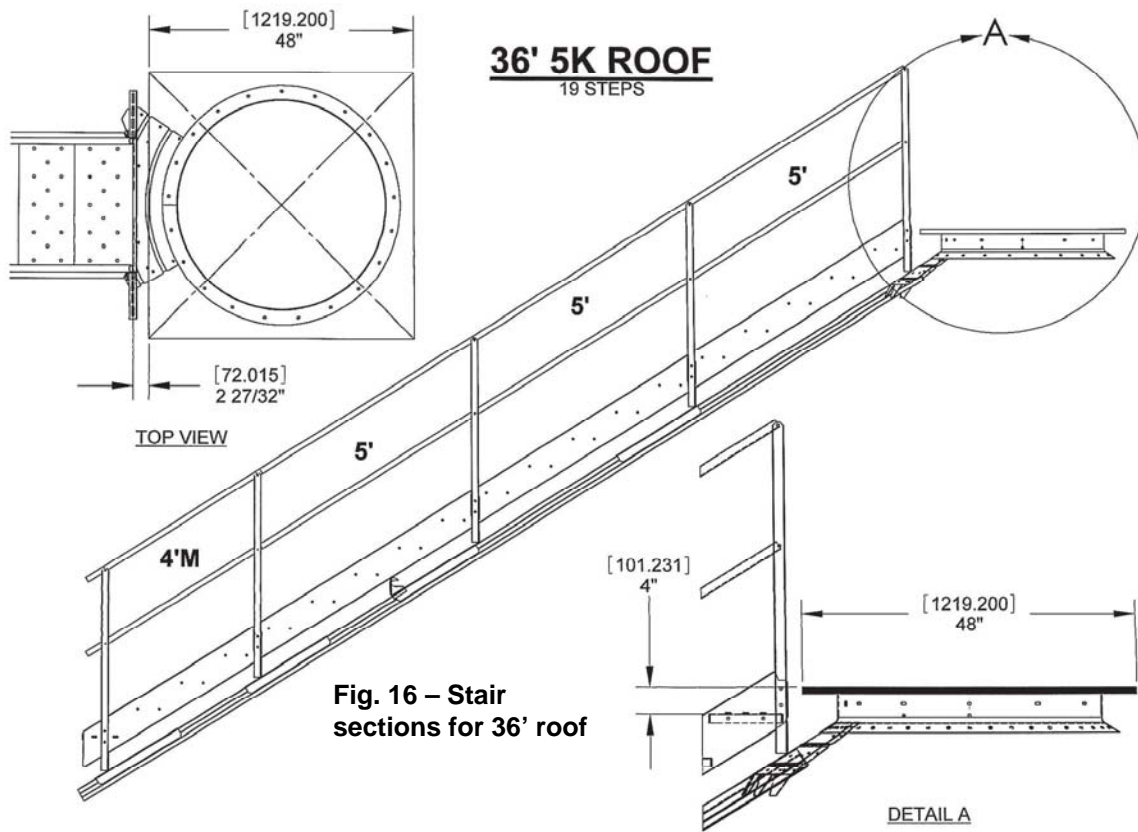 [1219.200]
48"
36' 5K ROOF
19 STEPS
A
5'
5'
5'
4'M
[72.015]
2 27/32"
TOP VIEW
[101.231]
4"
[1219.200]
48"
Fig. 16 – Stair
sections for 36' roof
DETAIL A